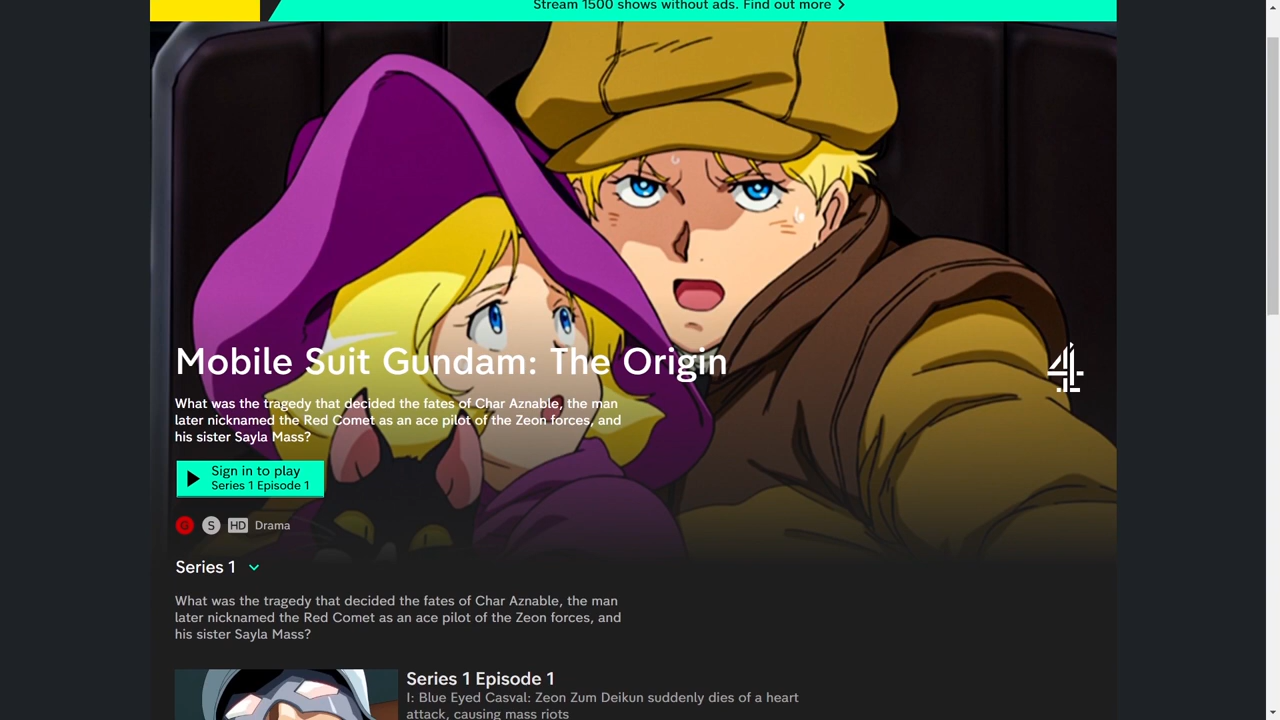 Stream 1500 shows without ads. Find out more
Mobile Suit Gundam: The Origin
4
What was the tragedy that decided the fates of Char Aznable, the man
later nicknamed the Red Comet as an ace pilot of the Zeon forces, and
his sister Sayla Mass?
Sign in to play
Series 1 Episode 1
G S HD Drama
Series 1
What was the tragedy that decided the fates of Char Aznable, the man
later nicknamed the Red Comet as an ace pilot of the Zeon forces, and
his sister Sayla Mass?
Series 1 Episode 1
I: Blue Eyed Casval: Zeon Zum Deikun suddenly dies of a heart
attack, causing mass riots